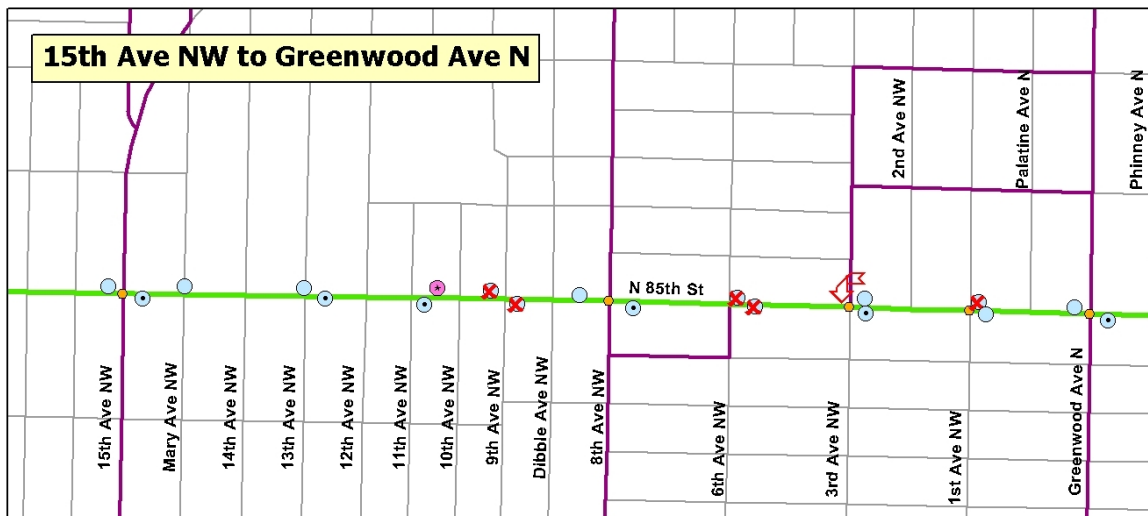 15th Ave NW to Greenwood Ave N
2nd Ave NW
Palatine Ave N
Phinney Ave N
N 85th St
15th Ave NW
Mary Ave NW
14th Ave NW
13th Ave NW
12th Ave NW
11th Ave NW
10th Ave NW
9th Ave NW
Dibble Ave NW
8th Ave NW
6th Ave NW
3rd Ave NW
1st Ave NW
Greenwood Ave N